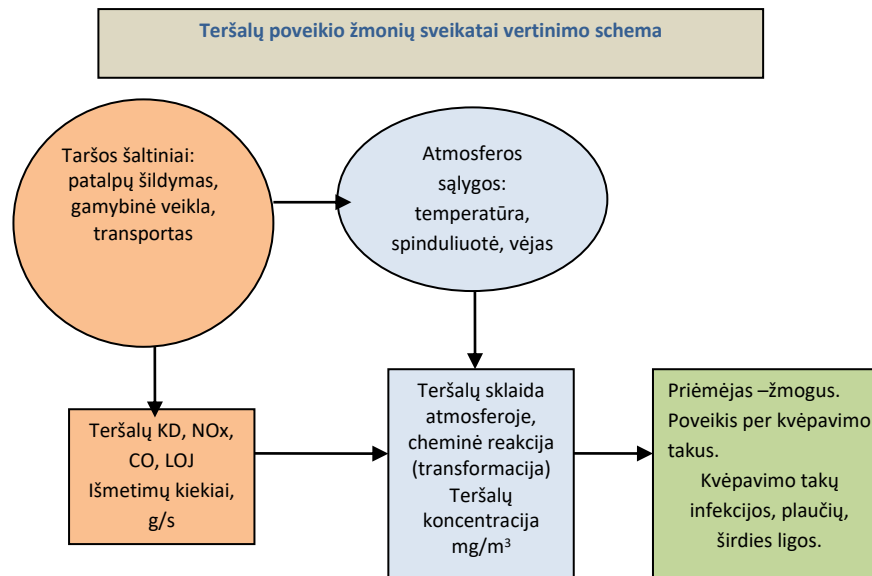 Teršalų poveikio žmonių sveikatai vertinimo schema
Taršos šaltiniai:
patalpų šildymas,
gamybinė veikla,
transportas
Atmosferos
sąlygos:
temperatūra,
spinduliuotė, vėjas
Teršalų KD, NOx,
CO, LOJ
Išmetimų kiekiai,
g/s
Teršalų sklaida
atmosferoje,
cheminė reakcija
(transformacija)
Teršalų
koncentracija
mg/m³
Priėmėjas –žmogus.
Poveikis per kvėpavimo
takus.
Kvėpavimo takų
infekcijos, plaučių,
širdies ligos.